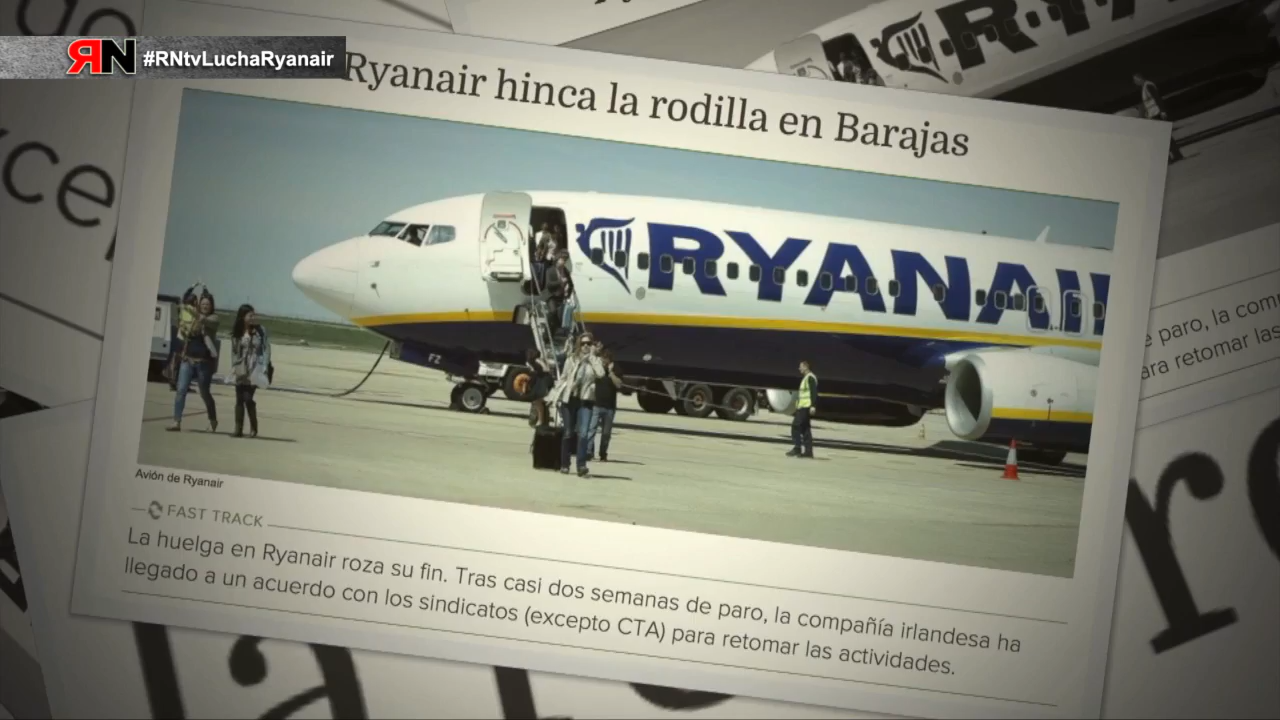 RN #RNtvLuchaRyanair
Ryanair hinca la rodilla en Barajas
RYANAI
FZ
Avión de Ryanair
FAST TRACK
La huelga en Ryanair roza su fin. Tras casi dos semanas de paro, la compañía irlandesa ha
llegado a un acuerdo con los sindicatos (excepto CTA) para retomar las actividades.
e paro, la com
ara retomar las